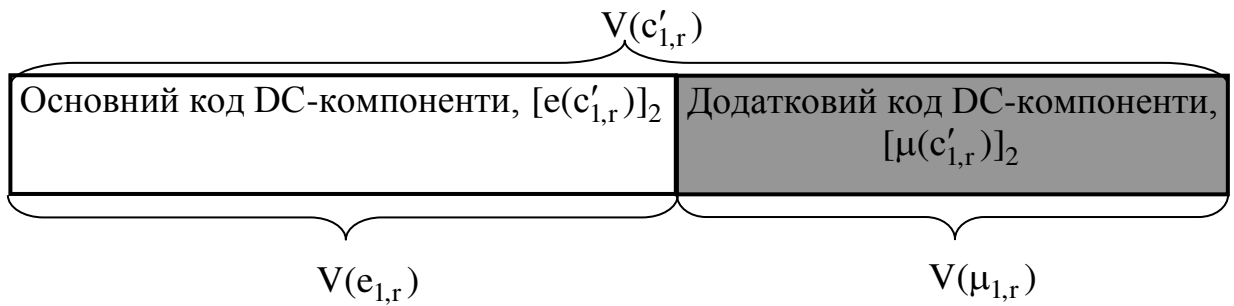 V(c′₁,ᵣ)
Основний код DC-компоненти, [e(c′₁,ᵣ)]₂
Додатковий код DC-компоненти,
[μ(c′₁,ᵣ)]₂
V(e₁,ᵣ)
V(μ₁,ᵣ)